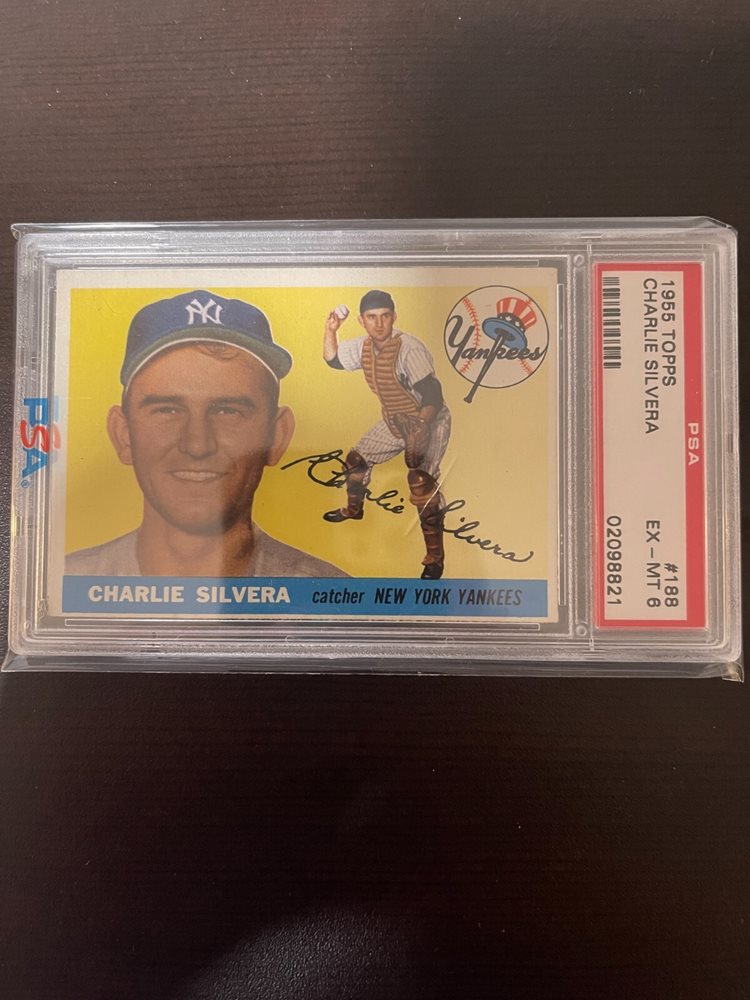 NY
Yankees
Charlie Silvera
CHARLIE SILVERA catcher NEW YORK YANKEES
PSA
1955 TOPPS #188
CHARLIE SILVERA EX - MT 6
PSA 02098821